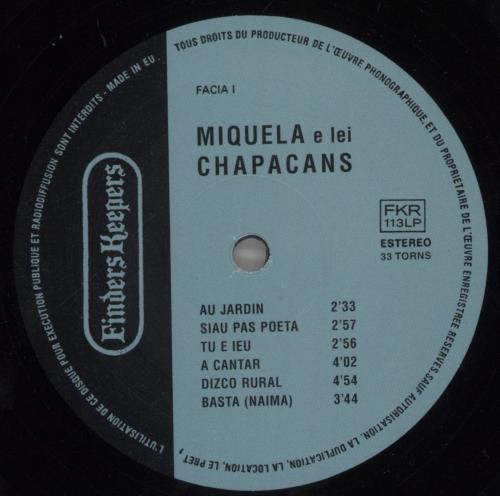 TOUS DROITS DU PRODUCTEUR DE L'ŒUVRE PHONOGRAPHIQUE, ET DU PROPRIETAIRE DE L'ŒUVRE ENREGISTREE RESERVES. SAUF AUTORISATION, LA DUPLICATION, LA LOCATION, LE PRET, L'UTILISATION DE CE DISQUE POUR EXECUTION PUBLIQUE ET RADIODIFFUSION SONT INTERDITS - MADE IN EU.
FACIA I
MIQUELA e lei
CHAPACANS
Finders Keepers
FKR
113LP
ESTEREO
33 TORNS
AU JARDIN 2'33
SIAU PAS POETA 2'57
TU E IEU 2'56
A CANTAR 4'02
DIZCO RURAL 4'54
BASTA (NAIMA) 3'44